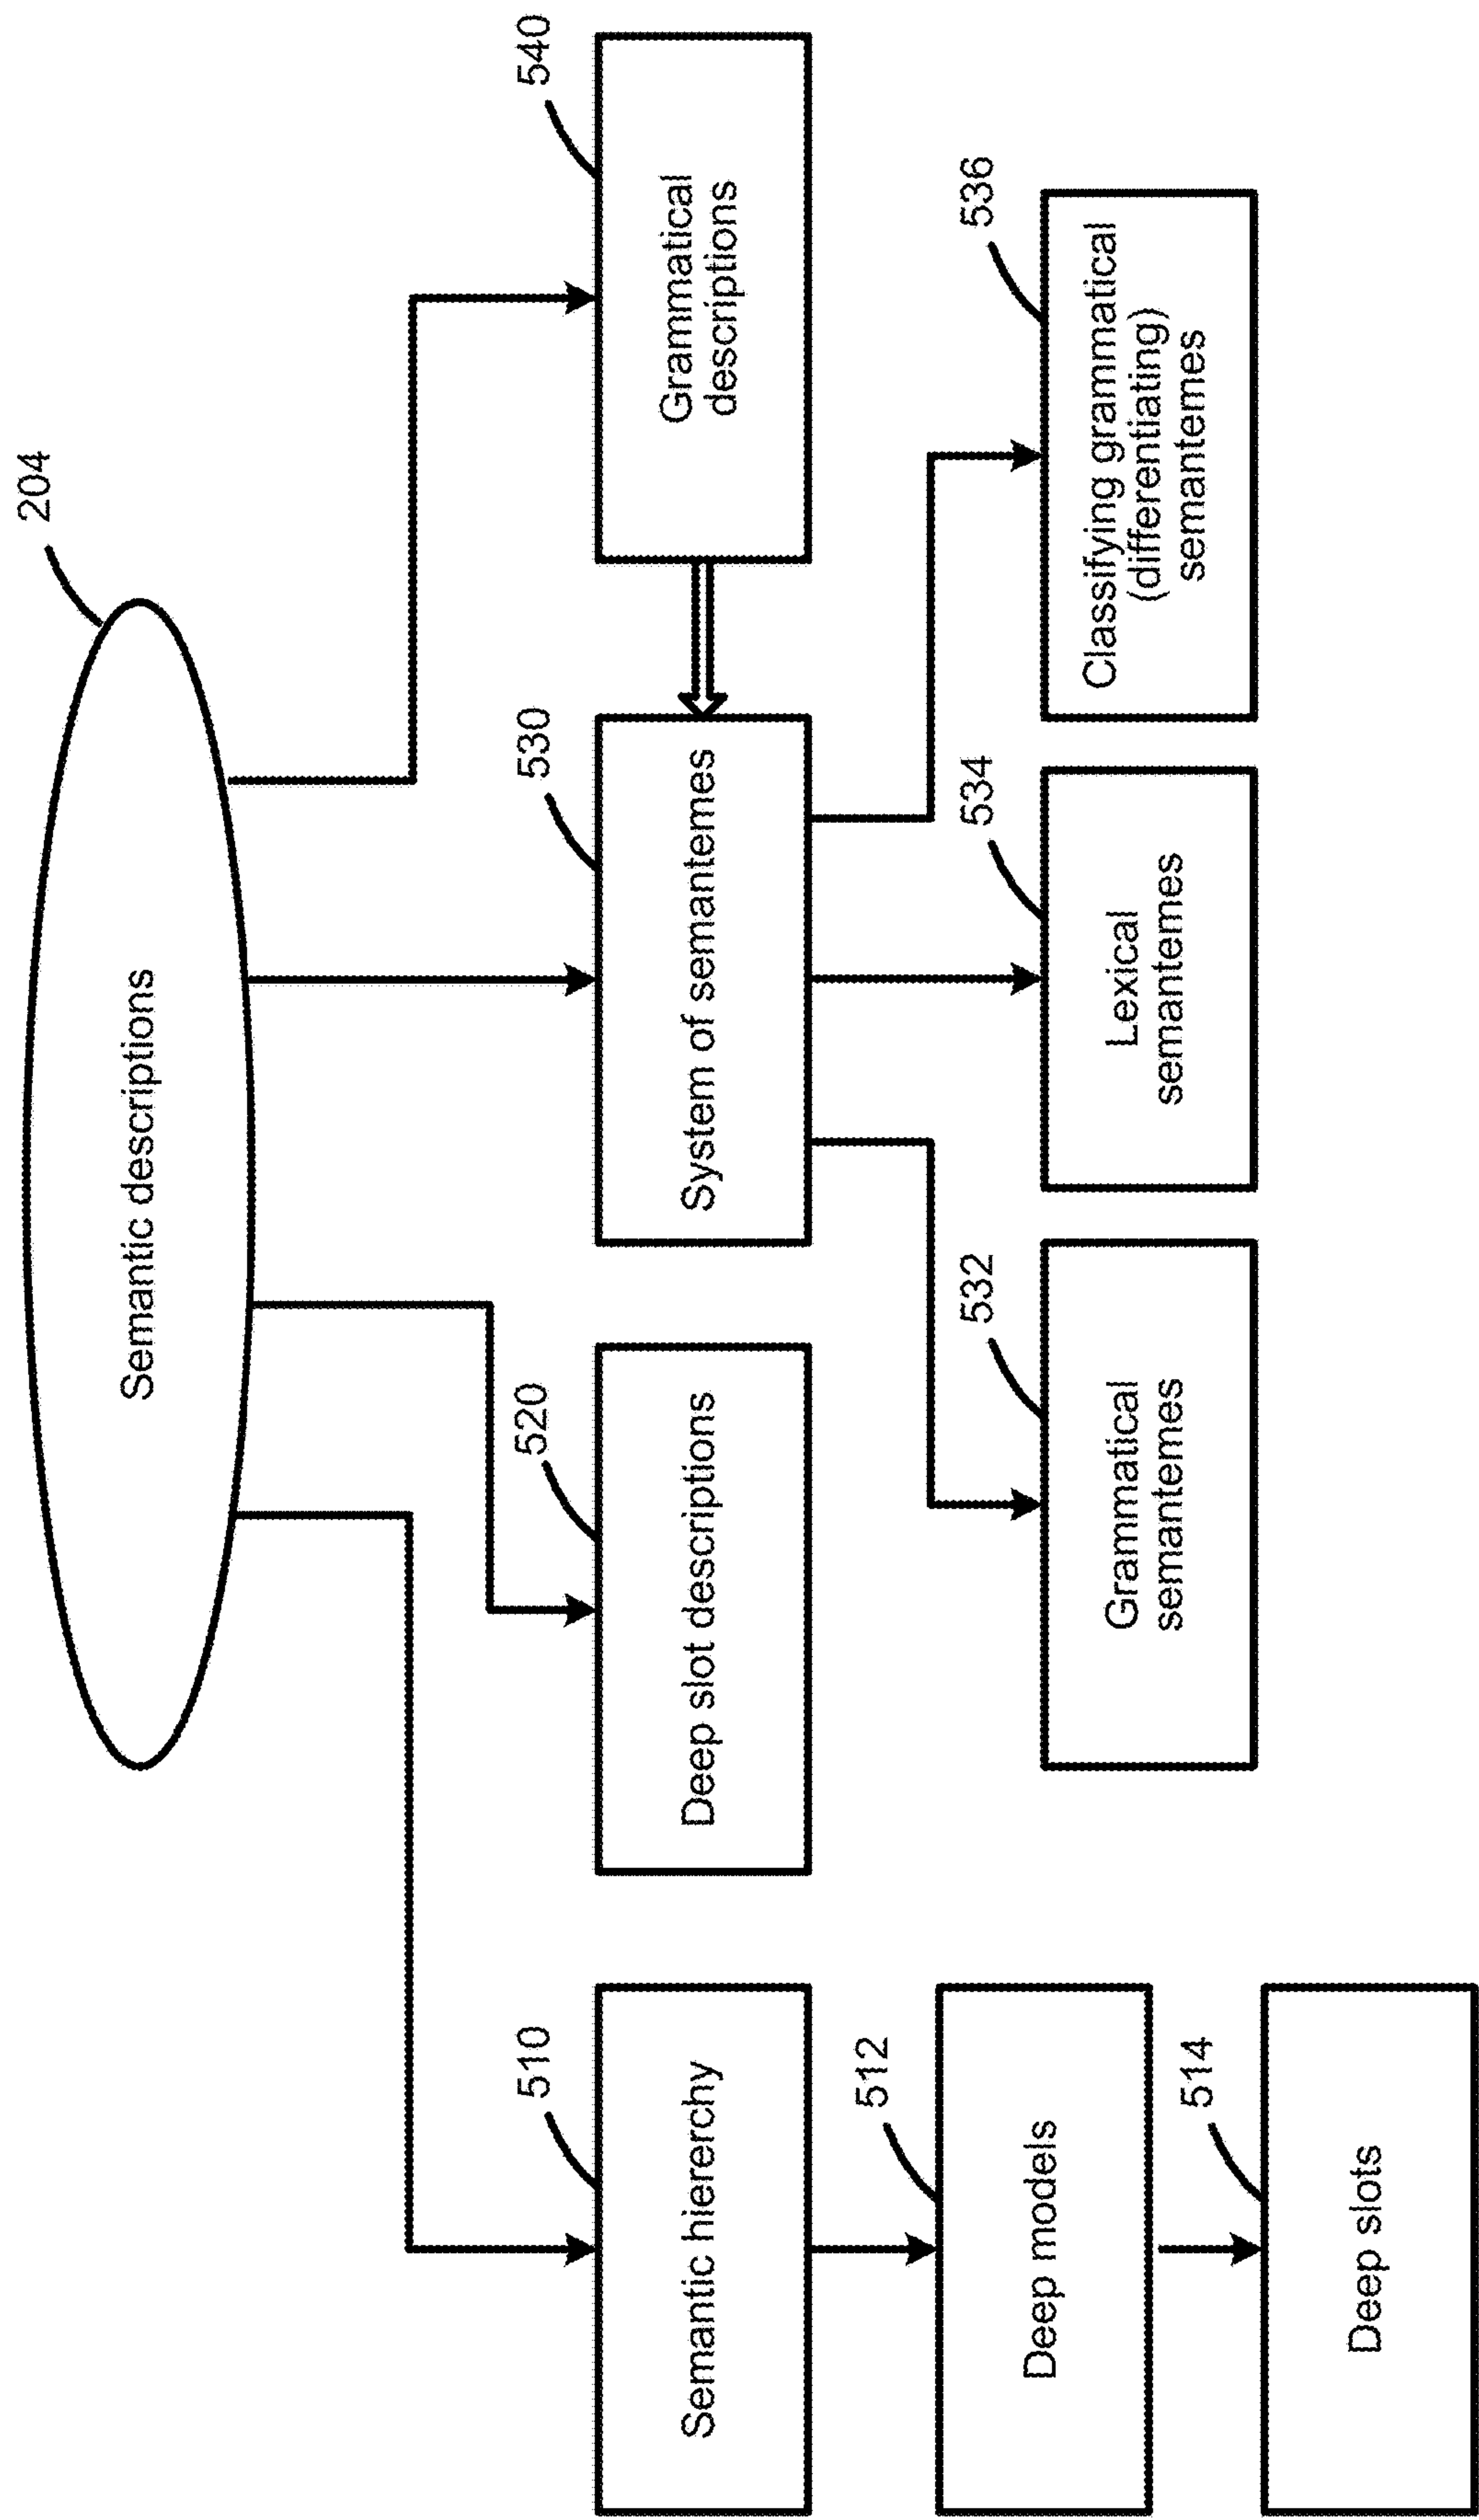 204
Semantic descriptions
510
520
530
540
Semantic hiererchy
Deep slot descriptions
System of semantemes
Grammatical
descriptions
512
532
534
536
Deep models
Grammatical
semantemes
Lexical
semantemes
Classifying grammatical
(differentiating)
semantemes
514
Deep slots